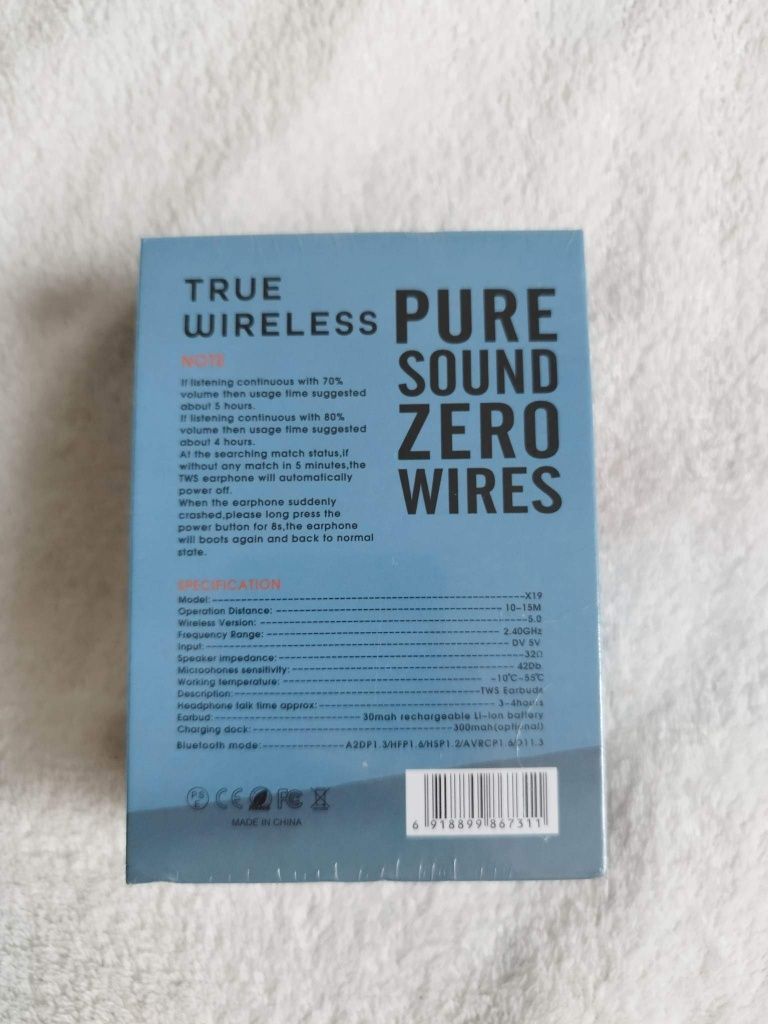 TRUE
WIRELESS
PURE
SOUND
ZERO
WIRES
NOTE
If listening continuous with 70%
volume then usage time suggested
about 5 hours.
If listening continuous with 80%
volume then usage time suggested
about 4 hours.
At the searching match status,if
without any match in 5 minutes,the
TWS earphone will automatically
power off.
When the earphone suddenly
crashed,please long press the
power button for 8s,the earphone
will boots again and back to normal
state.
SPECIFICATION
Model:------------------------X19
Operation Distance:------------------------10-15M
Wireless Version:------------------------5.0
Frequency Range:------------------------2.40GHz
Input:------------------------DV 5V
Speaker impedance:------------------------32Ω
Microohones sensitivity:------------------------42Db
Working temperature:-------------------------10℃-55℃
Description:------------------------TWS Earbuds
Headphone talk time approx:------------------------3-4hours
Earbud:------------------------30mah rechargeable Li-ion battery
Charging dock:------------------------300mah(optional)
Bluetooth mode:----------------A2DP1.3/HFP1.6/HSP1.2/AVRCP1.6/D11.3
PSE CE FC
MADE IN CHINA
6 918899 867311